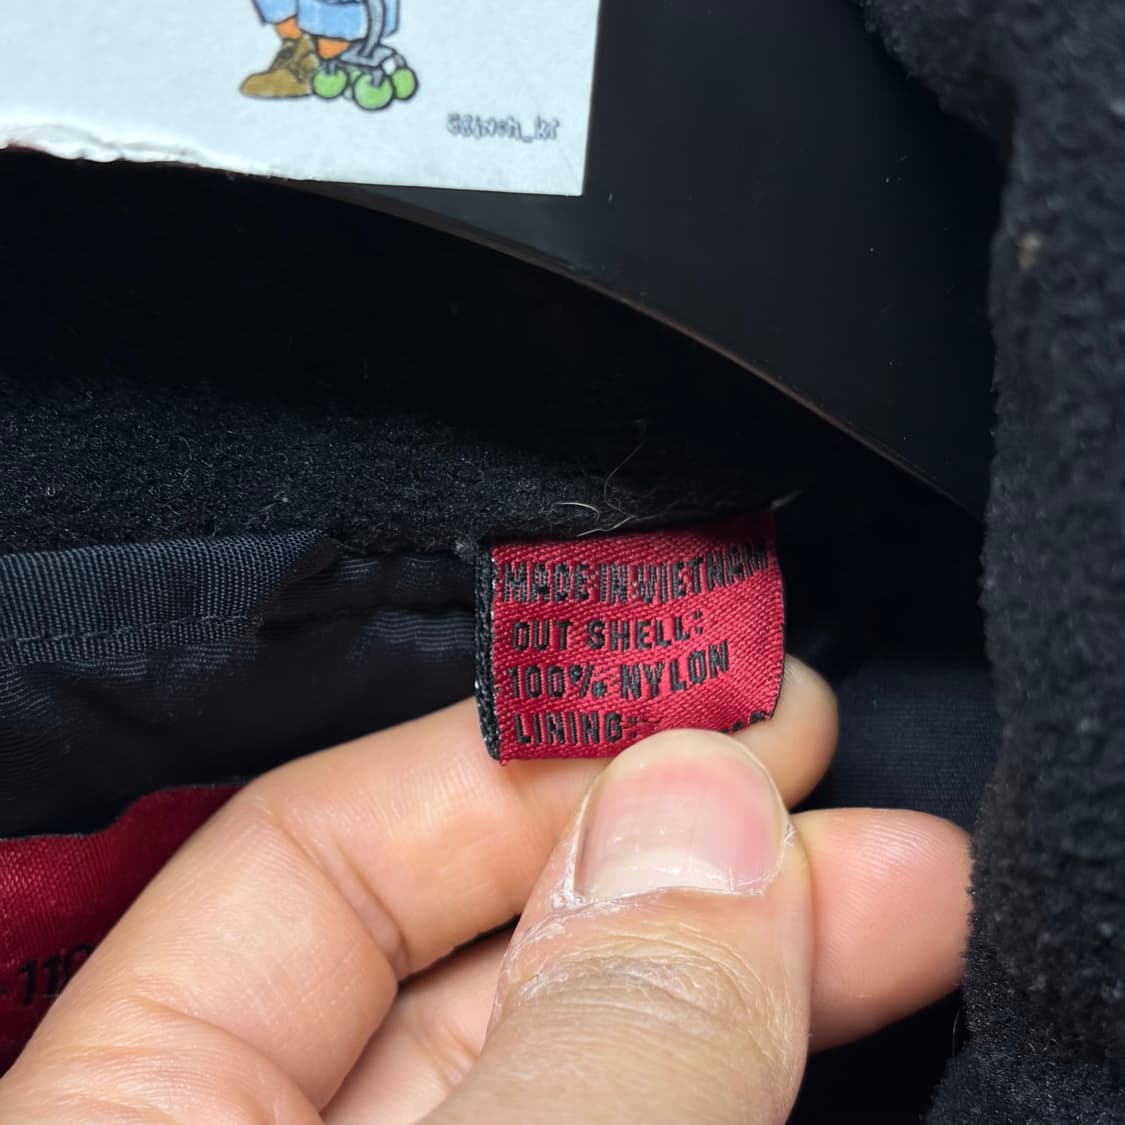 MADE IN VIETNAM
OUT SHELL:
100% NYLON
LINING: